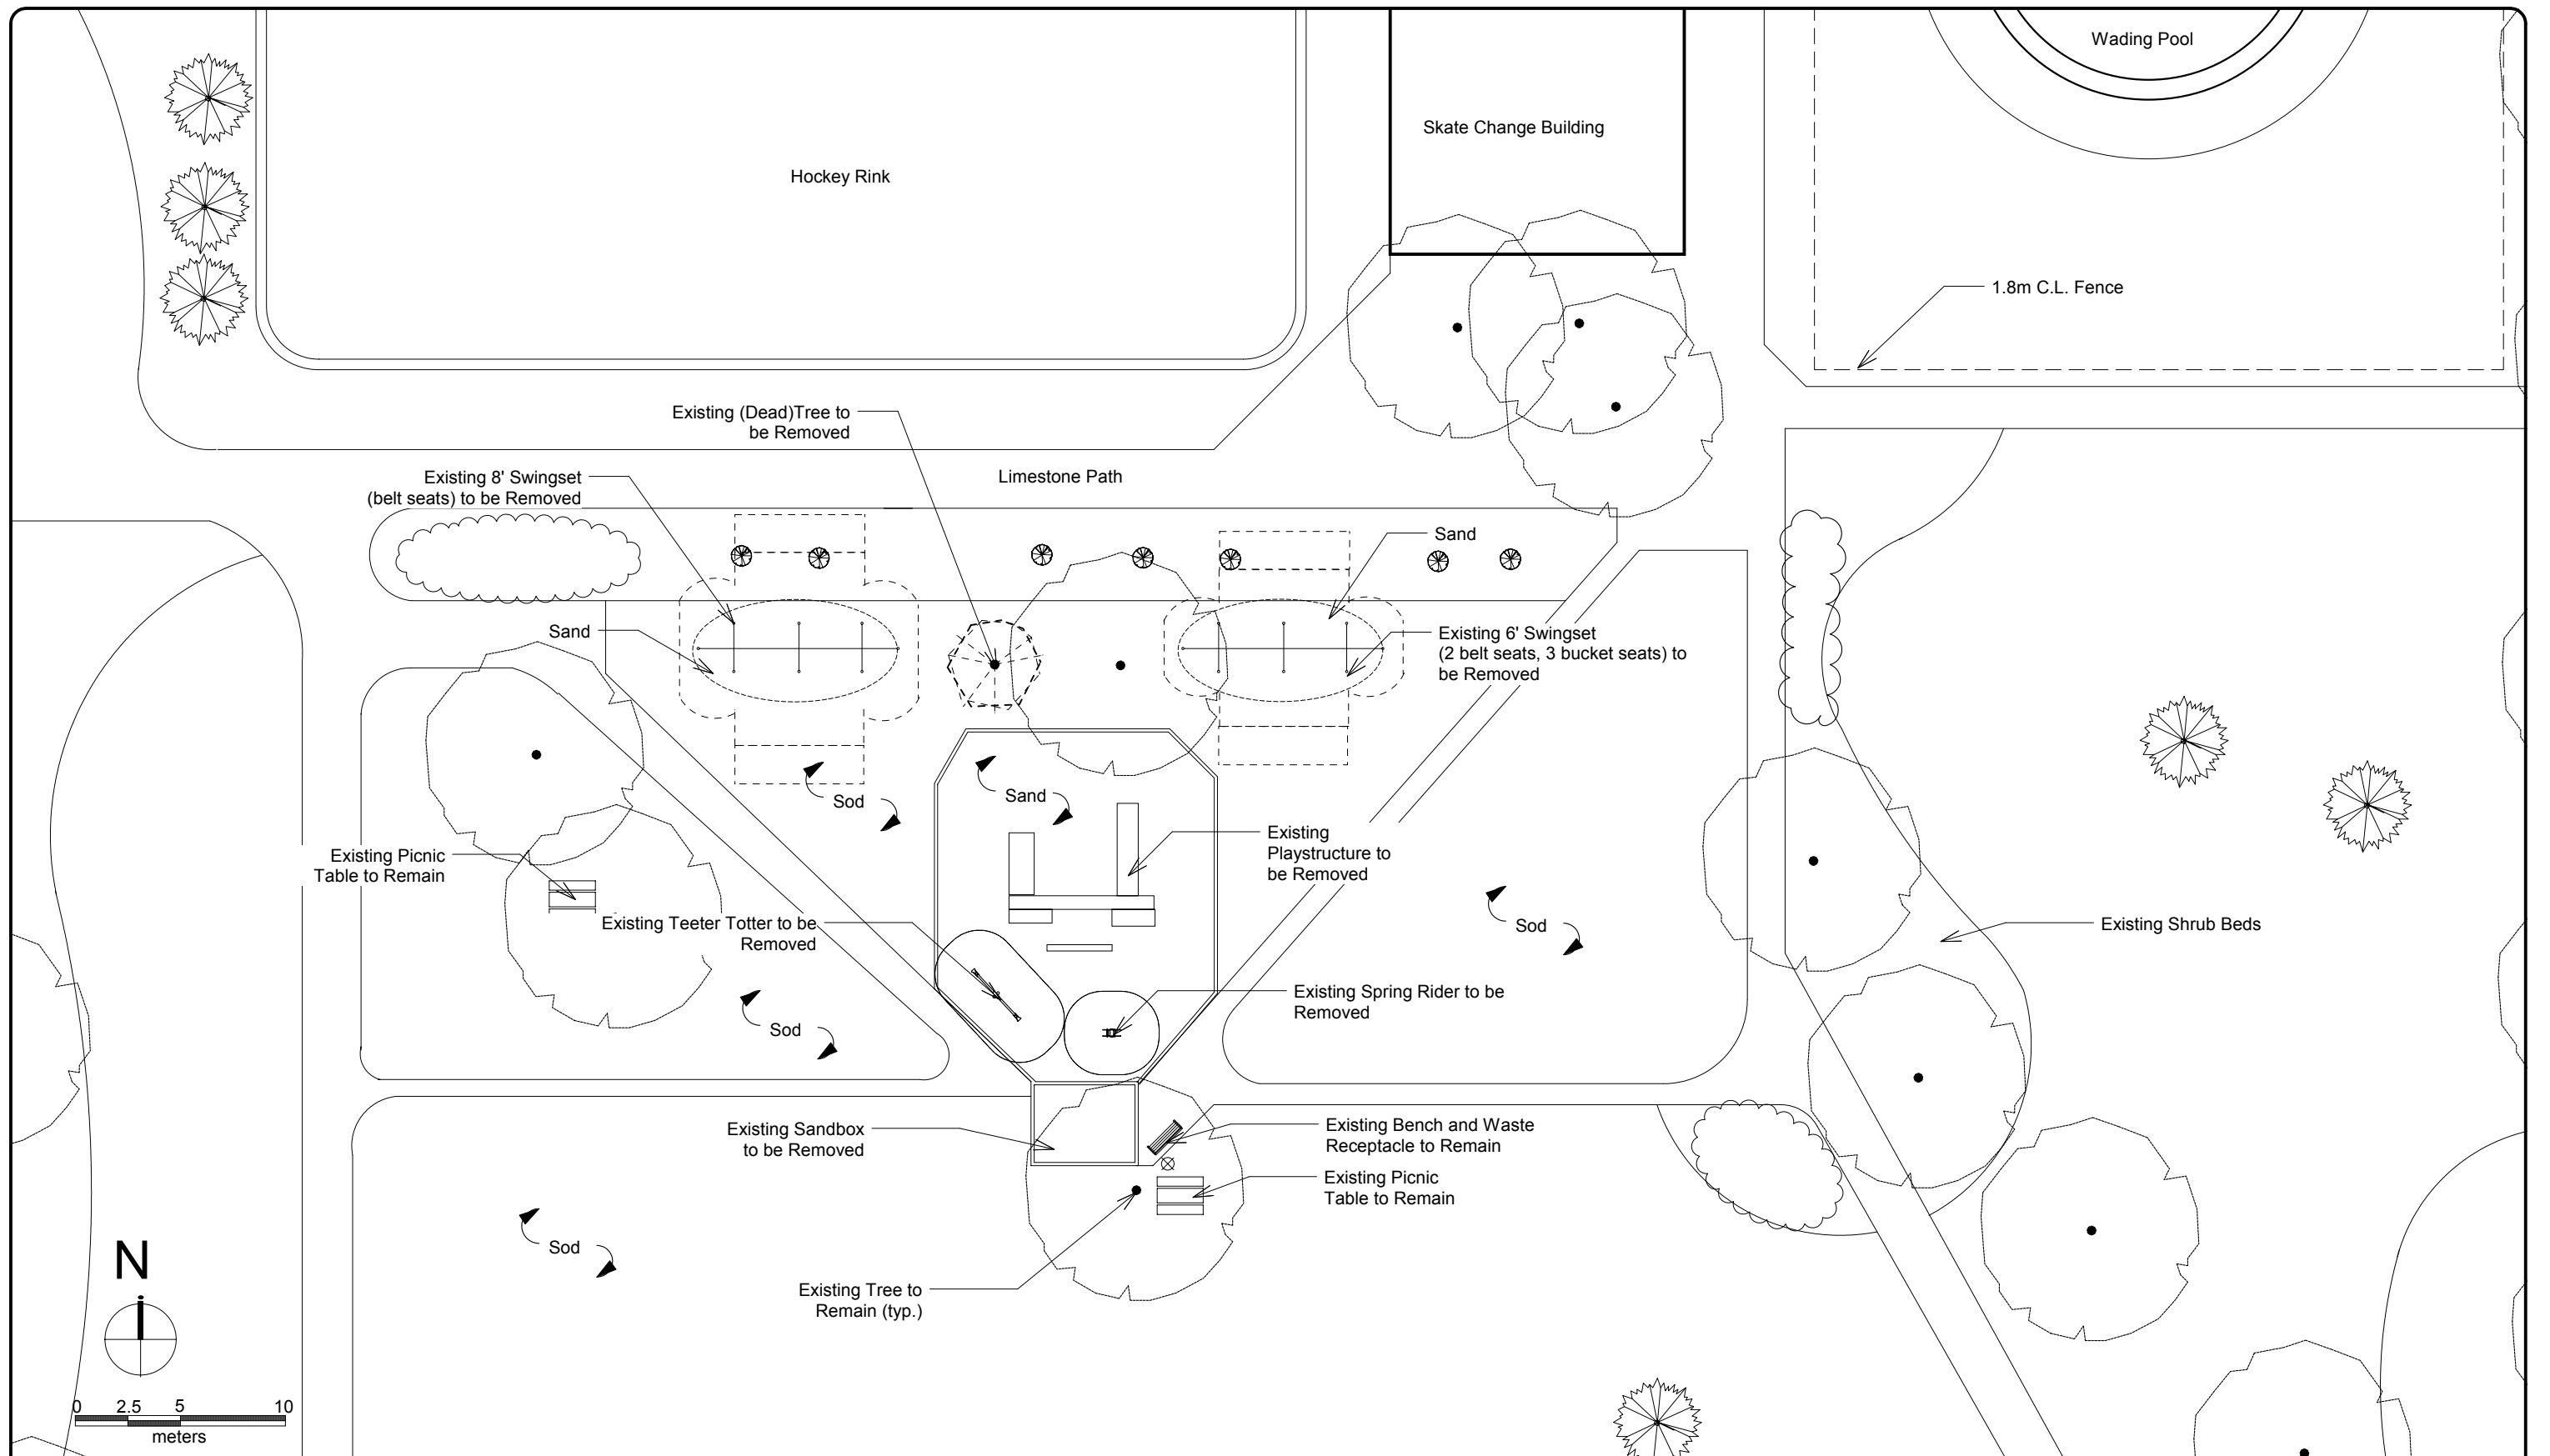 Wading Pool
Skate Change Building
Hockey Rink
1.8m C.L. Fence
Existing (Dead)Tree to
be Removed
Limestone Path
Existing 8' Swingset
(belt seats) to be Removed
Sand
Sand
Existing 6' Swingset
(2 belt seats, 3 bucket seats) to
be Removed
Sod
Sand
Existing
Playstructure to
be Removed
Existing Picnic
Table to Remain
Existing Teeter Totter to be
Removed
Sod
Existing Shrub Beds
Existing Spring Rider to be
Removed
Sod
Existing Sandbox
to be Removed
Existing Bench and Waste
Receptacle to Remain
Existing Picnic
Table to Remain
Sod
Existing Tree to
Remain (typ.)
N
0 2.5 5 10
meters